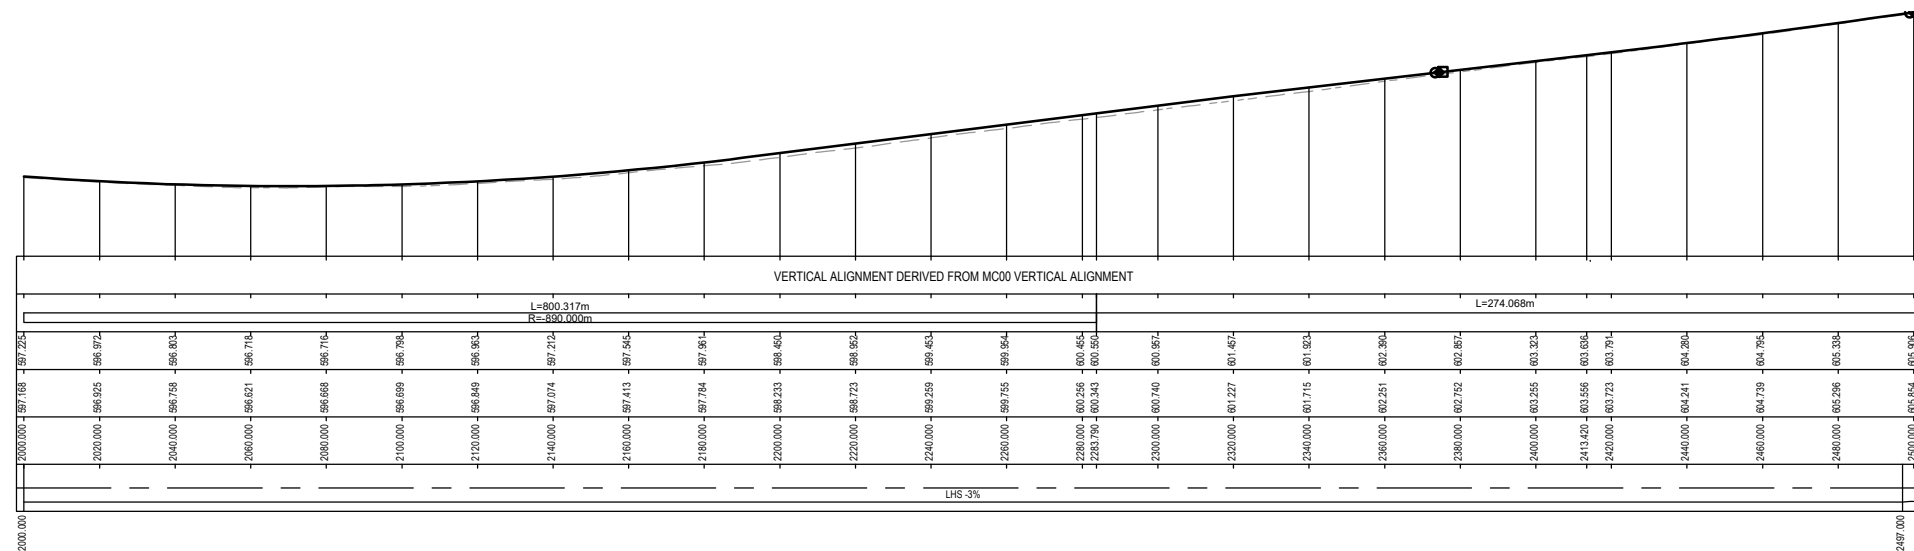 VERTICAL ALIGNMENT DERIVED FROM MC00 VERTICAL ALIGNMENT
L=800.317m
L=274.068m
R=-890.000m
597.225 596.972 596.803 596.718 596.716 596.798 596.963 597.212 597.545 597.961 598.450 598.952 599.453 599.954 600.455 600.550 600.957 601.457 601.923 602.390 602.857 603.323 603.636 603.791 604.280 604.795 605.338 605.906
597.168 596.925 596.758 596.621 596.668 596.699 596.849 597.074 597.413 597.784 598.233 598.723 599.259 599.755 600.256 600.343 600.740 601.227 601.715 602.251 602.752 603.255 603.556 603.723 604.241 604.739 605.296 605.854
2000.000 2020.000 2040.000 2060.000 2080.000 2100.000 2120.000 2140.000 2160.000 2180.000 2200.000 2220.000 2240.000 2260.000 2280.000 2283.790 2300.000 2320.000 2340.000 2360.000 2380.000 2400.000 2413.420 2420.000 2440.000 2460.000 2480.000 2500.000
LHS -3%
2000.000 2497.000